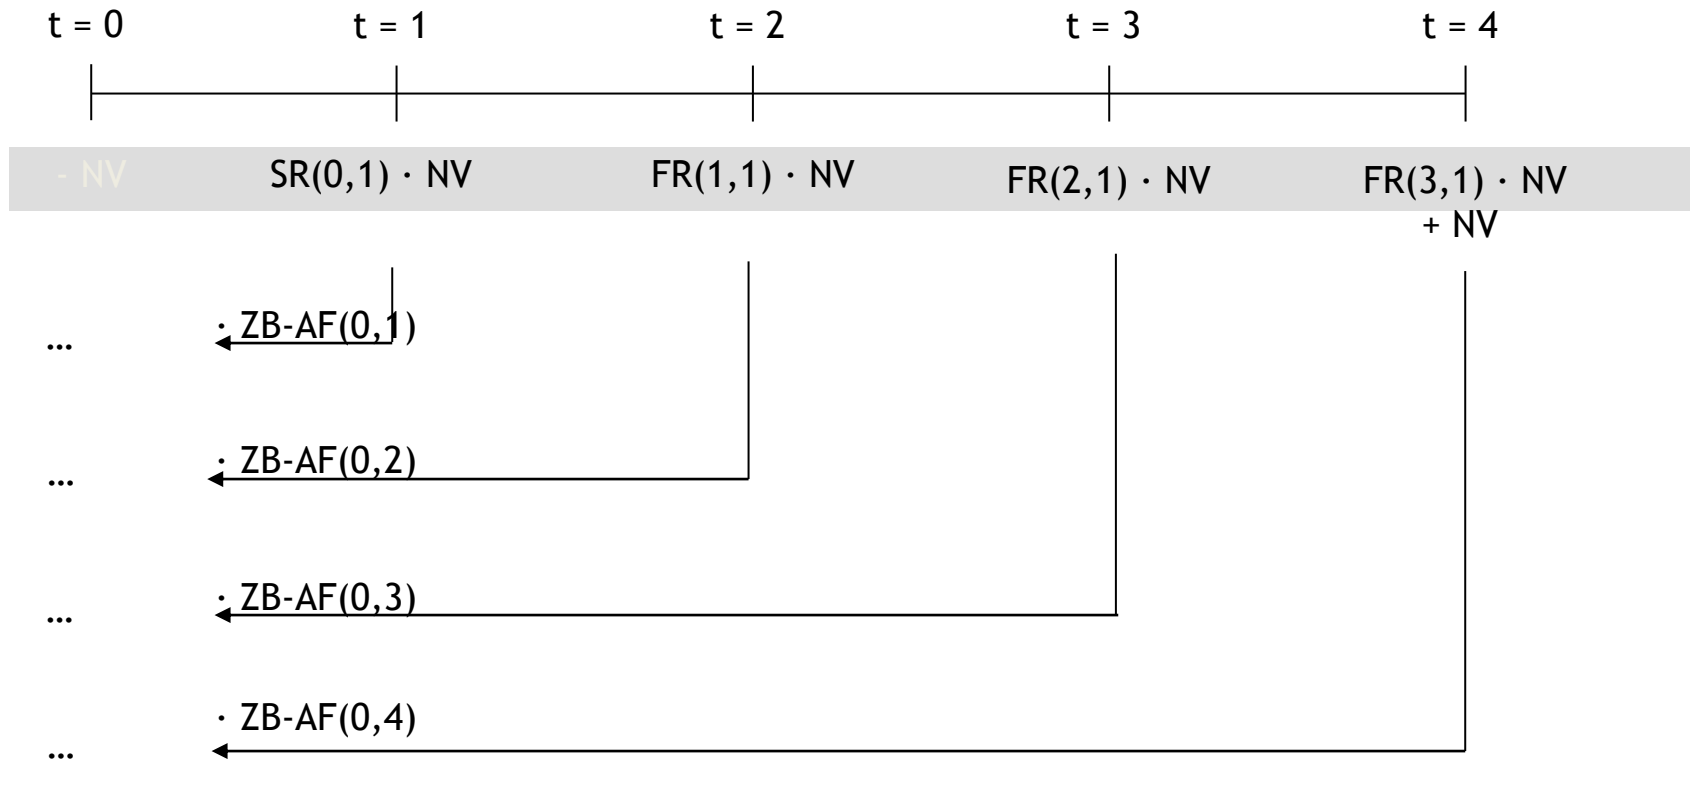 t = 0 t = 1 t = 2 t = 3 t = 4
- NV SR(0,1) · NV FR(1,1) · NV FR(2,1) · NV FR(3,1) · NV
+ NV
... · ZB-AF(0,1)
... · ZB-AF(0,2)
... · ZB-AF(0,3)
... · ZB-AF(0,4)